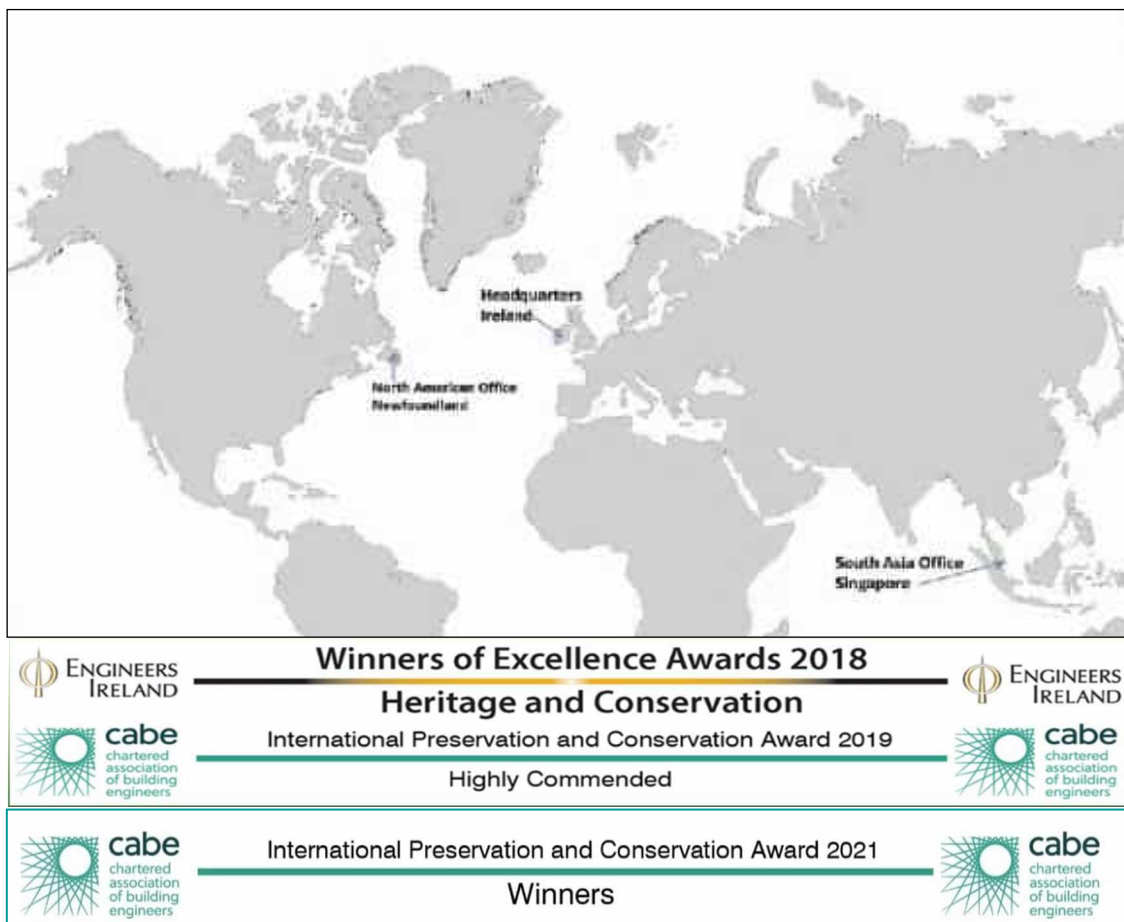 Headquarters
Ireland
North American Office
Newfoundland
South Asia Office
Singapore
Winners of Excellence Awards 2018
ENGINEERS
IRELAND
ENGINEERS
IRELAND
Heritage and Conservation
cabe
chartered
association
of building
engineers
International Preservation and Conservation Award 2019
Highly Commended
cabe
chartered
association
of building
engineers
cabe
chartered
association
of building
engineers
International Preservation and Conservation Award 2021
Winners
cabe
chartered
association
of building
engineers